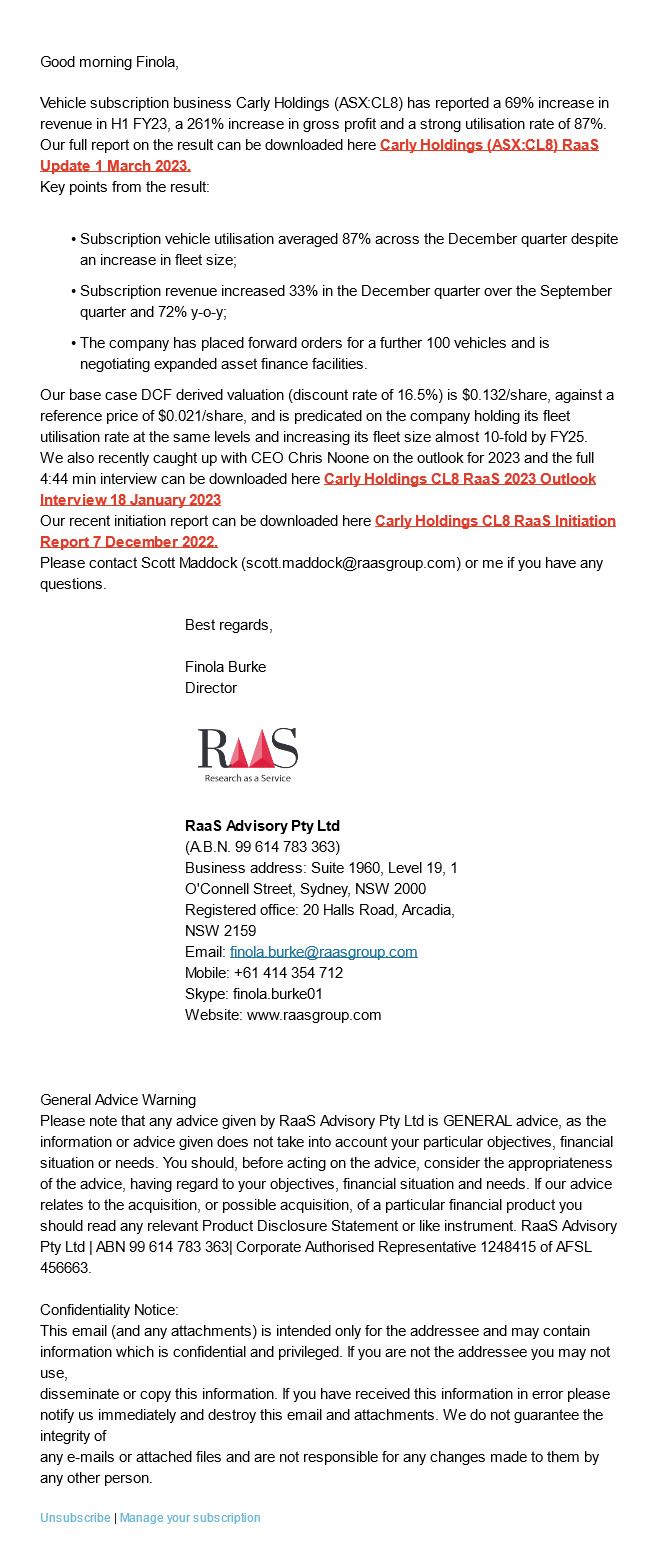 Good morning Finola,
Vehicle subscription business Carly Holdings (ASX:CL8) has reported a 69% increase in
revenue in H1 FY23, a 261% increase in gross profit and a strong utilisation rate of 87%.
Our full report on the result can be downloaded here Carly Holdings (ASX:CL8) RaaS
Update 1 March 2023.
Key points from the result:
• Subscription vehicle utilisation averaged 87% across the December quarter despite
an increase in fleet size;
• Subscription revenue increased 33% in the December quarter over the September
quarter and 72% y-o-y;
• The company has placed forward orders for a further 100 vehicles and is
negotiating expanded asset finance facilities.
Our base case DCF derived valuation (discount rate of 16.5%) is $0.132/share, against a
reference price of $0.021/share, and is predicated on the company holding its fleet
utilisation rate at the same levels and increasing its fleet size almost 10-fold by FY25.
We also recently caught up with CEO Chris Noone on the outlook for 2023 and the full
4:44 min interview can be downloaded here Carly Holdings CL8 RaaS 2023 Outlook
Interview 18 January 2023
Our recent initiation report can be downloaded here Carly Holdings CL8 RaaS Initiation
Report 7 December 2022.
Please contact Scott Maddock (scott.maddock@raasgroup.com) or me if you have any
questions.
Best regards,
Finola Burke
Director
RAAS
Research as a Service
RaaS Advisory Pty Ltd
(A.B.N. 99 614 783 363)
Business address: Suite 1960, Level 19, 1
O'Connell Street, Sydney, NSW 2000
Registered office: 20 Halls Road, Arcadia,
NSW 2159
Email: finola.burke@raasgroup.com
Mobile: +61 414 354 712
Skype: finola.burke01
Website: www.raasgroup.com
General Advice Warning
Please note that any advice given by RaaS Advisory Pty Ltd is GENERAL advice, as the
information or advice given does not take into account your particular objectives, financial
situation or needs. You should, before acting on the advice, consider the appropriateness
of the advice, having regard to your objectives, financial situation and needs. If our advice
relates to the acquisition, or possible acquisition, of a particular financial product you
should read any relevant Product Disclosure Statement or like instrument. RaaS Advisory
Pty Ltd | ABN 99 614 783 363| Corporate Authorised Representative 1248415 of AFSL
456663.
Confidentiality Notice:
This email (and any attachments) is intended only for the addressee and may contain
information which is confidential and privileged. If you are not the addressee you may not
use,
disseminate or copy this information. If you have received this information in error please
notify us immediately and destroy this email and attachments. We do not guarantee the
integrity of
any e-mails or attached files and are not responsible for any changes made to them by
any other person.
Unsubscribe | Manage your subscription